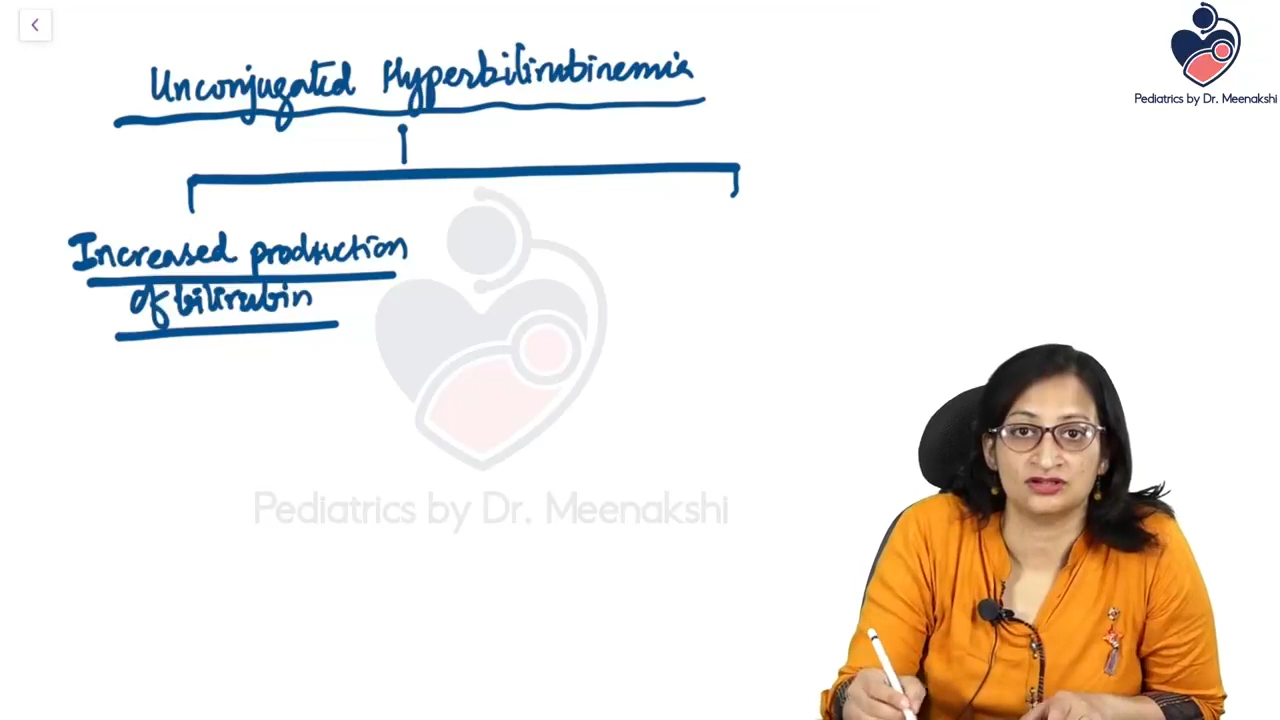 Unconjugated Hyperbilirubinemia
Pediatrics by Dr. Meenakshi
Increased production
of bilirubin
Pediatrics by Dr. Meenakshi